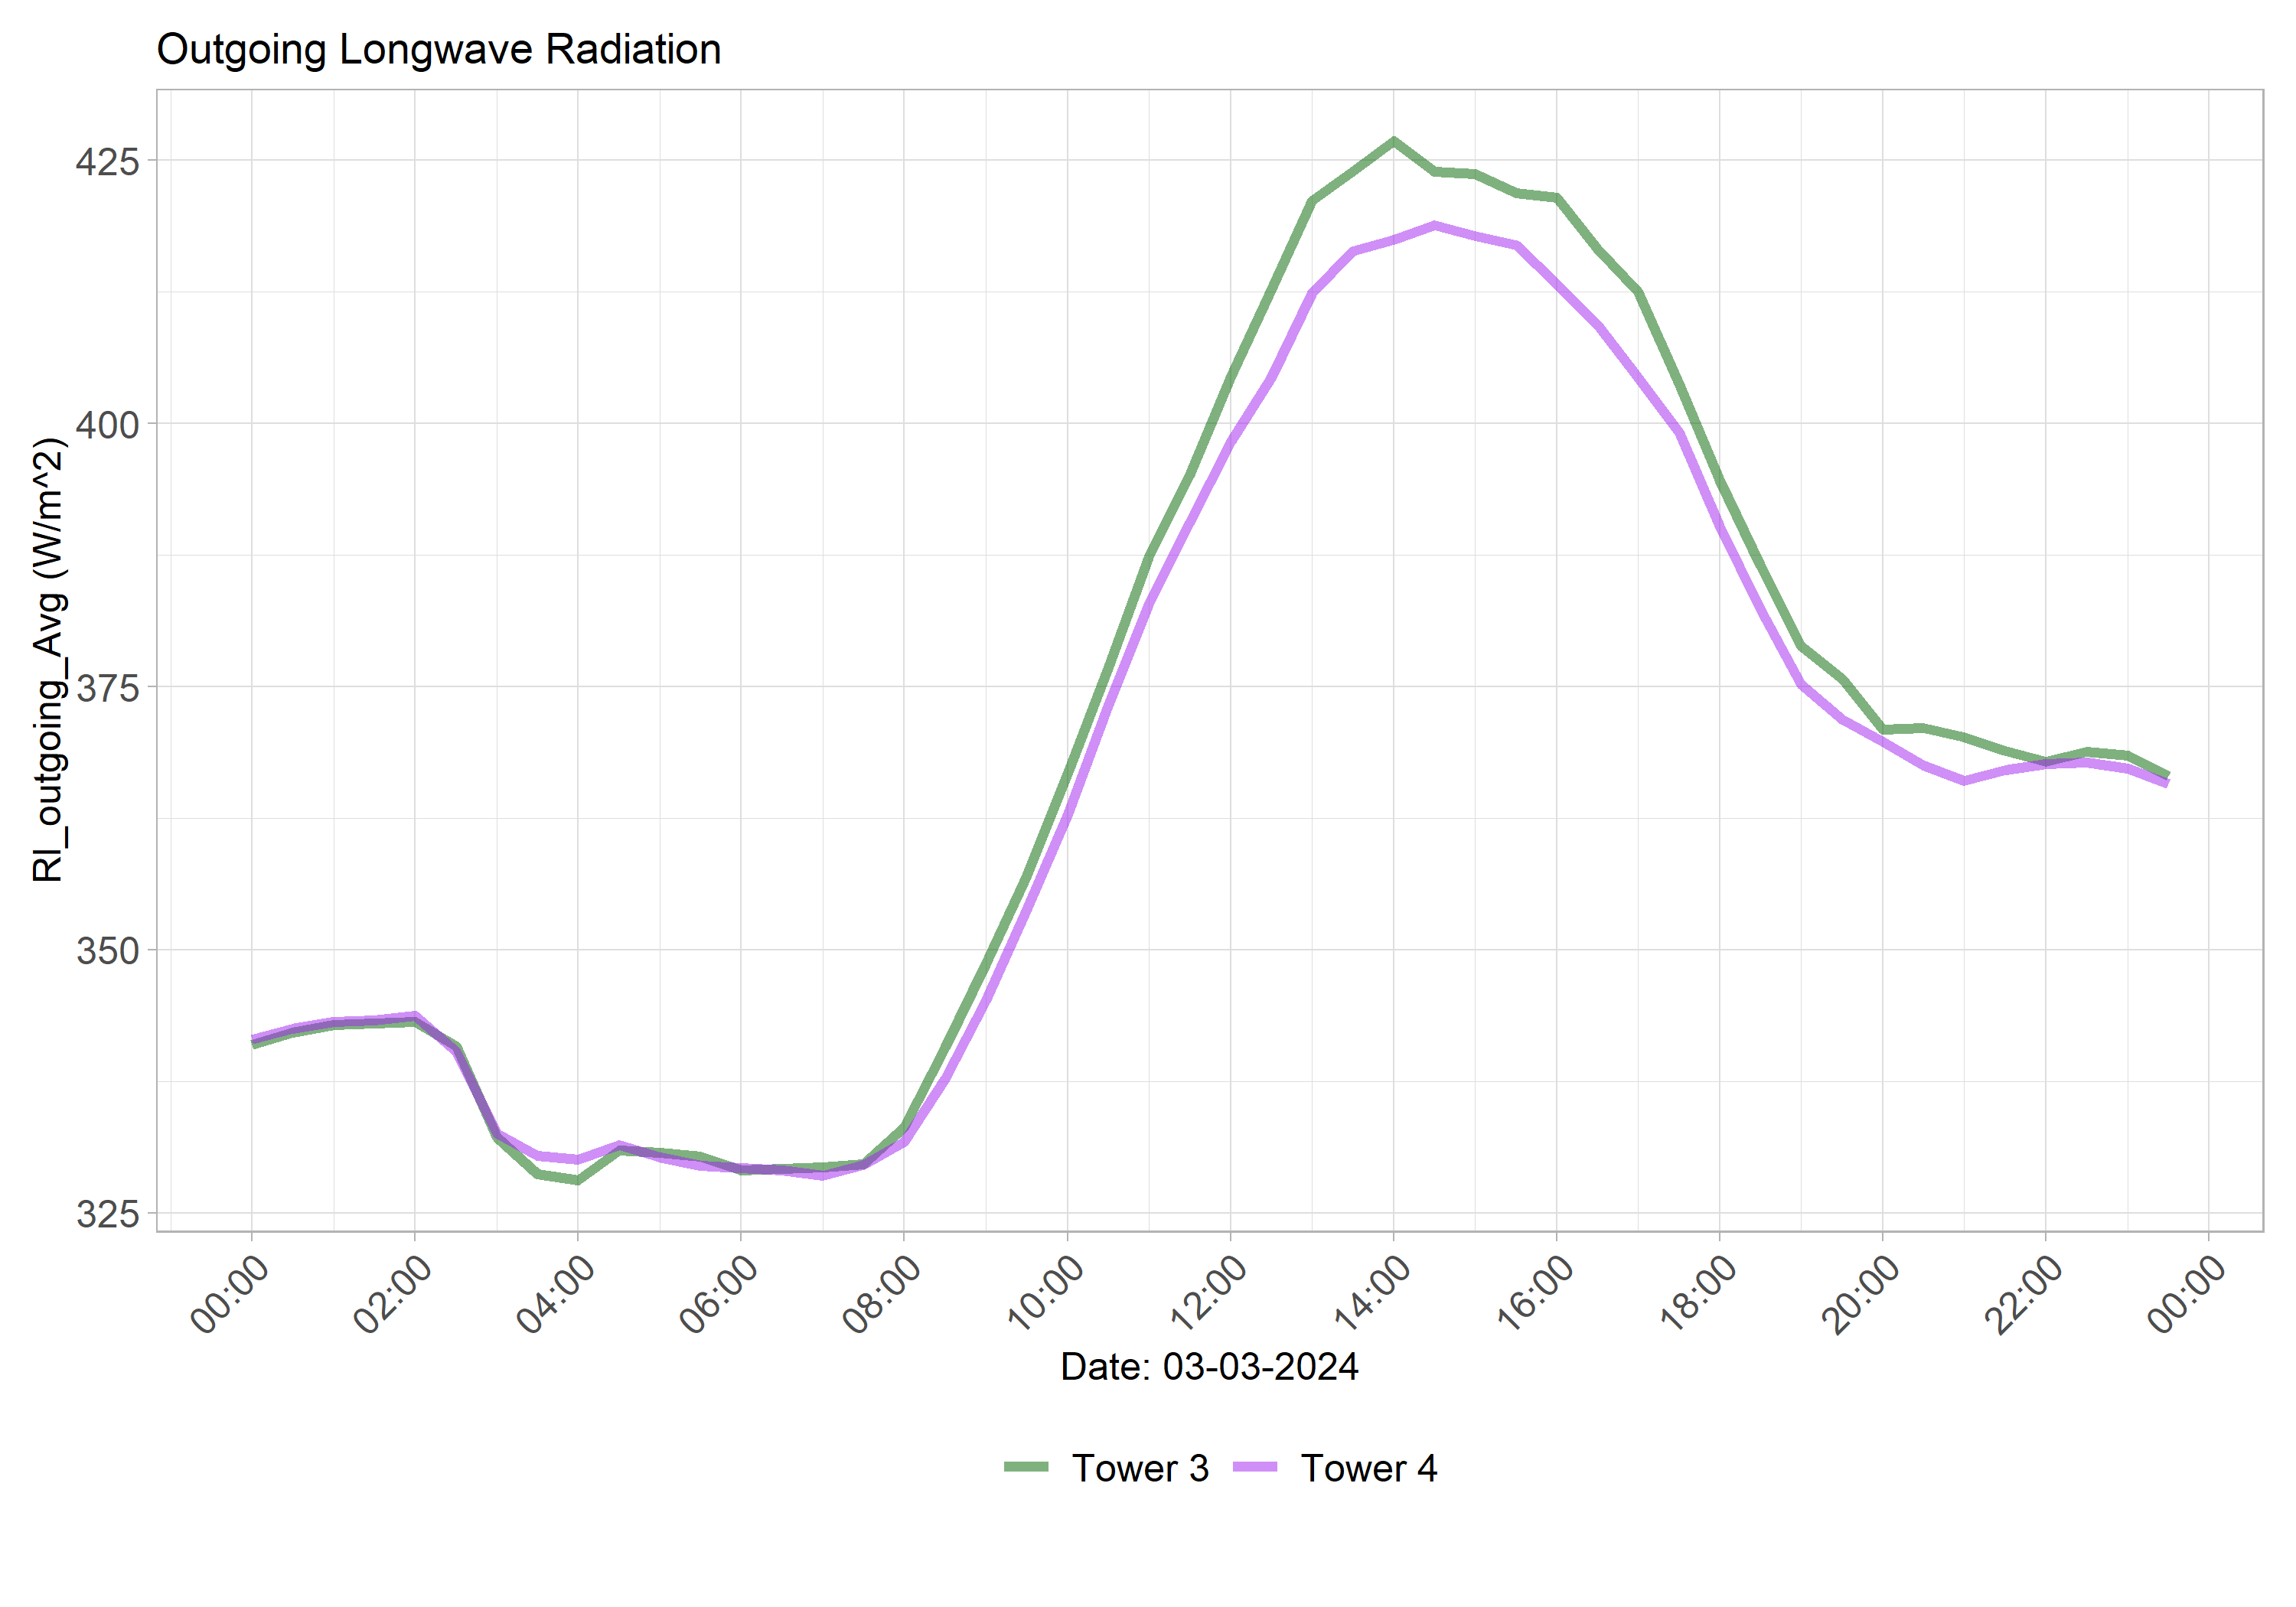 Outgoing Longwave Radiation
Rl_outgoing_Avg (W/m^2)
425
400
375
350
325
00:00 02:00 04:00 06:00 08:00 10:00 12:00 14:00 16:00 18:00 20:00 22:00 00:00
Date: 03-03-2024
Tower 3 Tower 4